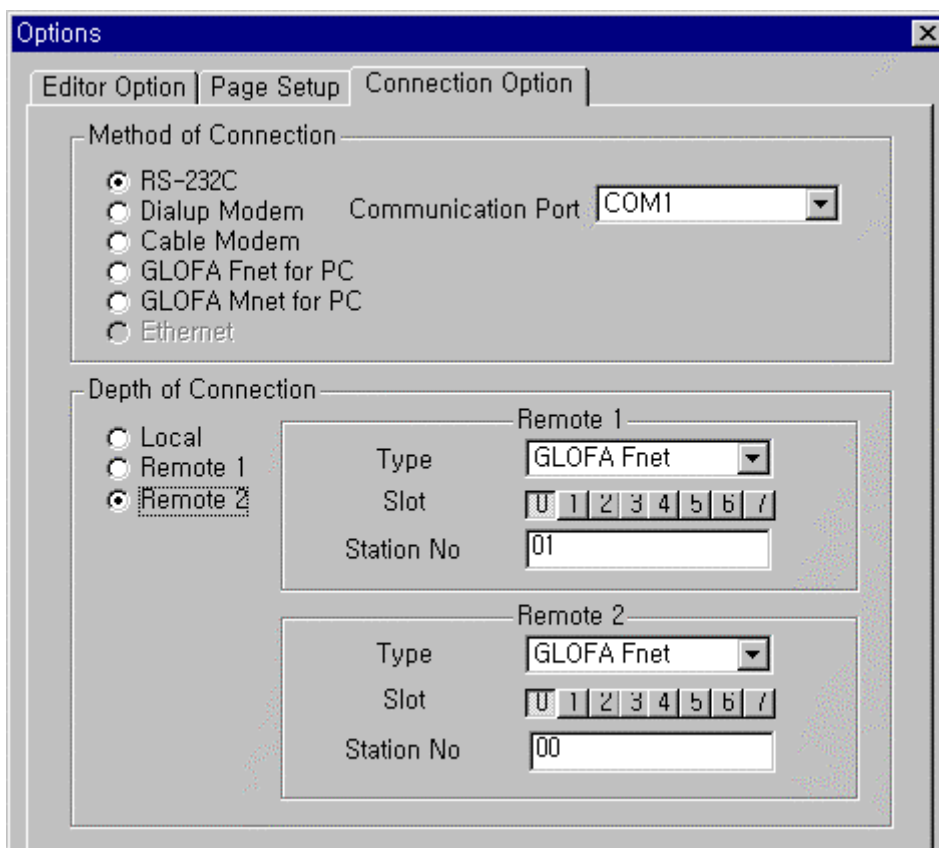 Options
Editor Option Page Setup Connection Option
Method of Connection
RS-232C
Dialup Modem Communication Port COM1
Cable Modem
GLOFA Fnet for PC
GLOFA Mnet for PC
Ethernet
Depth of Connection
Local
Remote 1
Remote 2
Remote 1
Type GLOFA Fnet
Slot 0 1 2 3 4 5 6 7
Station No 01
Remote 2
Type GLOFA Fnet
Slot 0 1 2 3 4 5 6 7
Station No 00